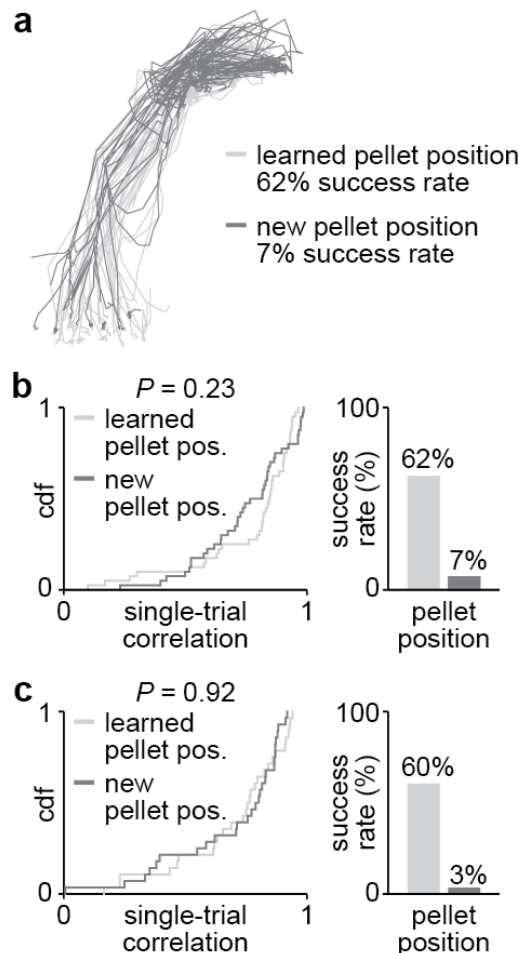 a
learned pellet position
62% success rate
new pellet position
7% success rate
b
P = 0.23
1
learned
pellet pos.
new
pellet pos.
cdf
0
0
single-trial
correlation
1
100
success
rate (%)
62%
7%
0
pellet
position
c
P = 0.92
1
learned
pellet pos.
new
pellet pos.
cdf
0
0
single-trial
correlation
1
100
success
rate (%)
60%
3%
0
pellet
position